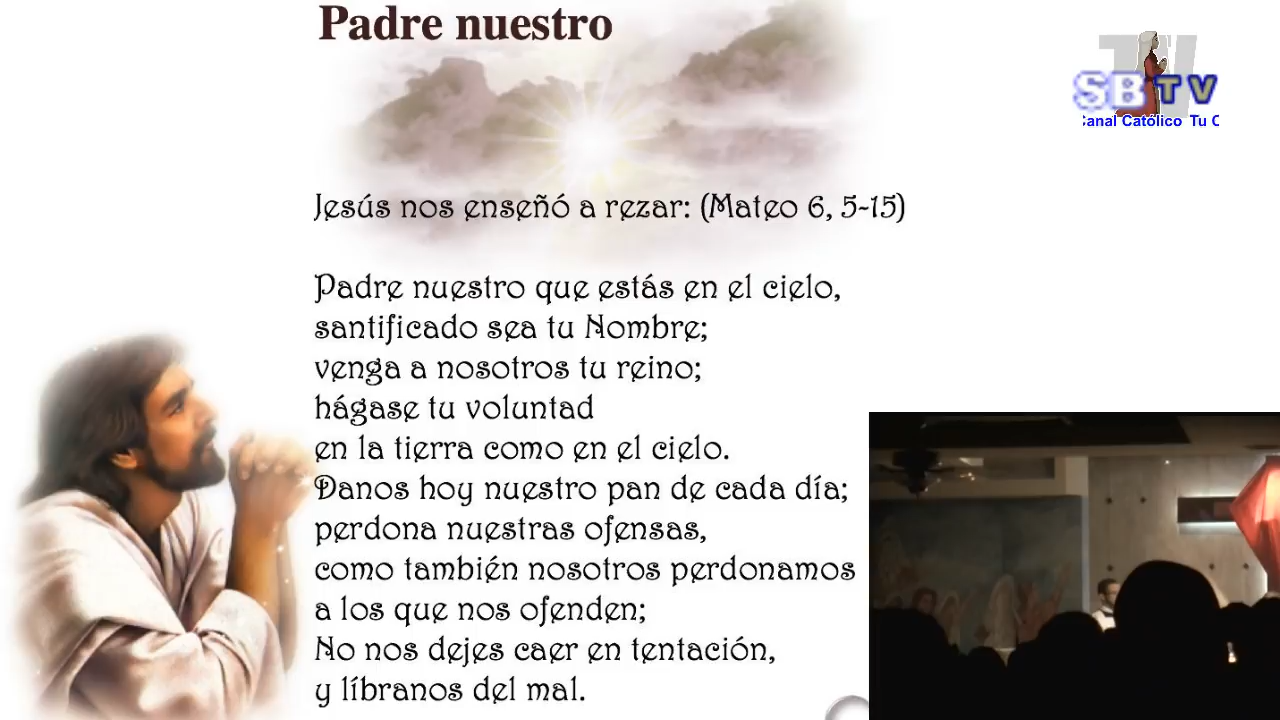 Padre nuestro
SBTV
Canal Católico Tu C
Jesús nos enseñó a rezar: (Mateo 6, 5-15)
Padre nuestro que estás en el cielo,
santificado sea tu Nombre;
venga a nosotros tu reino;
hágase tu voluntad
en la tierra como en el cielo.
Danos hoy nuestro pan de cada día;
perdona nuestras ofensas,
como también nosotros perdonamos
a los que nos ofenden;
No nos dejes caer en tentación,
y líbranos del mal.